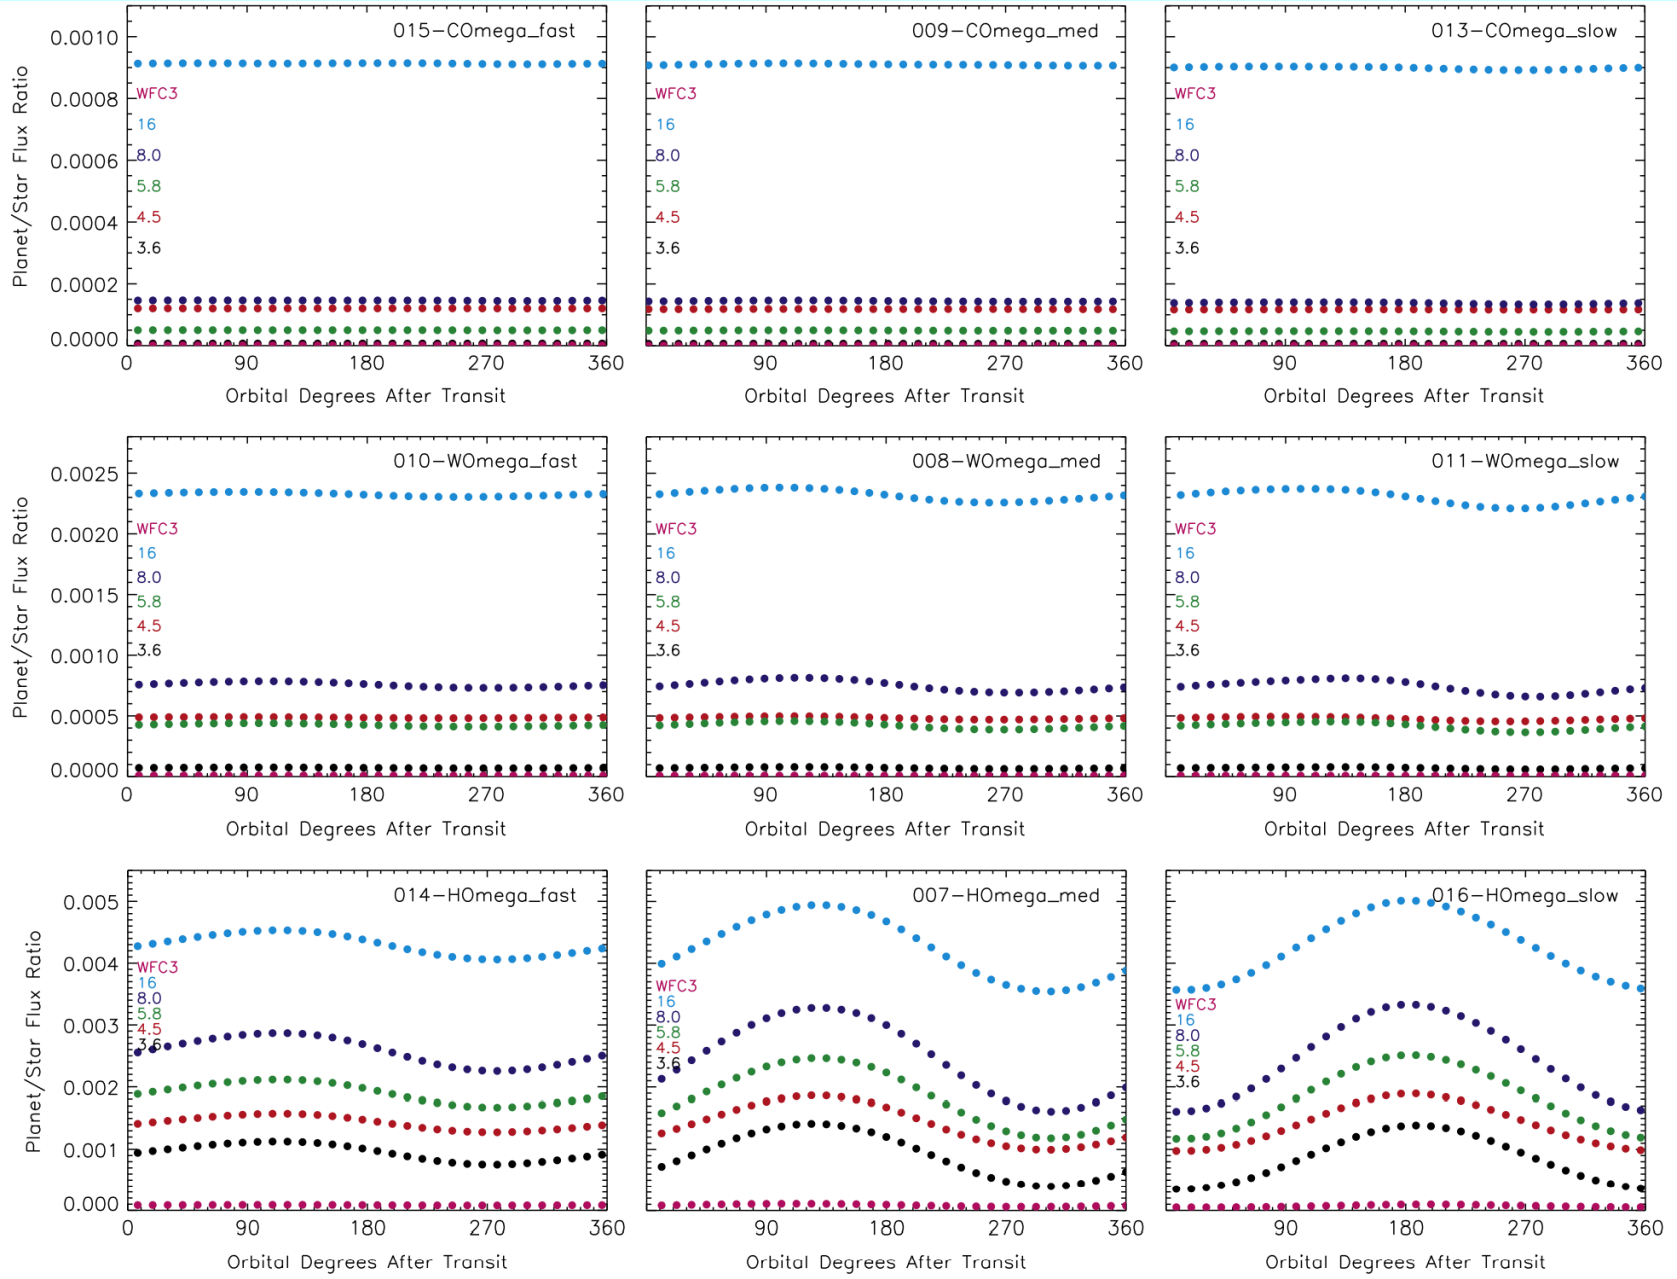 015-COmega_fast
0.0010
0.0008
0.0006
0.0004
0.0002
0.0000
Planet/Star Flux Ratio
WFC3
16
8.0
5.8
4.5
3.6
0 90 180 270 360
Orbital Degrees After Transit
009-COmega_med
WFC3
16
8.0
5.8
4.5
3.6
90 180 270 360
Orbital Degrees After Transit
013-COmega_slow
WFC3
16
8.0
5.8
4.5
3.6
90 180 270 360
Orbital Degrees After Transit
010-WOmega_fast
0.0025
0.0020
0.0015
0.0010
0.0005
0.0000
Planet/Star Flux Ratio
WFC3
16
8.0
5.8
4.5
3.6
0 90 180 270 360
Orbital Degrees After Transit
008-WOmega_med
WFC3
16
8.0
5.8
4.5
3.6
90 180 270 360
Orbital Degrees After Transit
011-WOmega_slow
WFC3
16
8.0
5.8
4.5
3.6
90 180 270 360
Orbital Degrees After Transit
014-HOmega_fast
0.005
0.004
0.003
0.002
0.001
0.000
Planet/Star Flux Ratio
WFC3
16
8.0
5.8
4.5
3.6
0 90 180 270 360
Orbital Degrees After Transit
007-HOmega_med
WFC3
16
8.0
5.8
4.5
3.6
90 180 270 360
Orbital Degrees After Transit
016-HOmega_slow
WFC3
16
8.0
5.8
4.5
3.6
90 180 270 360
Orbital Degrees After Transit